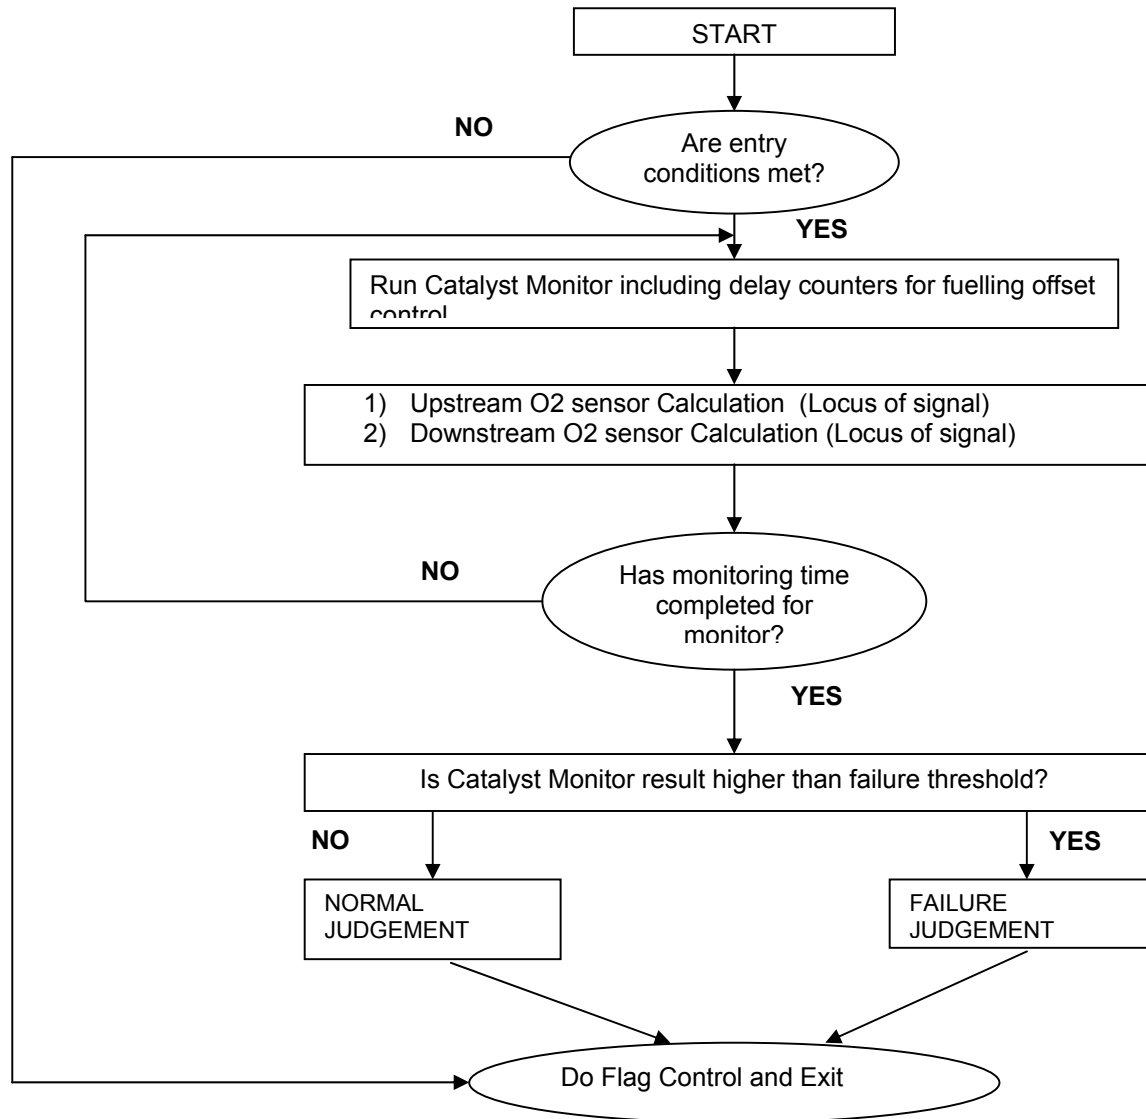 START
NO
Are entry
conditions met?
YES
Run Catalyst Monitor including delay counters for fuelling offset
control
1) Upstream O2 sensor Calculation (Locus of signal)
2) Downstream O2 sensor Calculation (Locus of signal)
NO
Has monitoring time
completed for
monitor?
YES
Is Catalyst Monitor result higher than failure threshold?
NO
YES
NORMAL
JUDGEMENT
FAILURE
JUDGEMENT
Do Flag Control and Exit